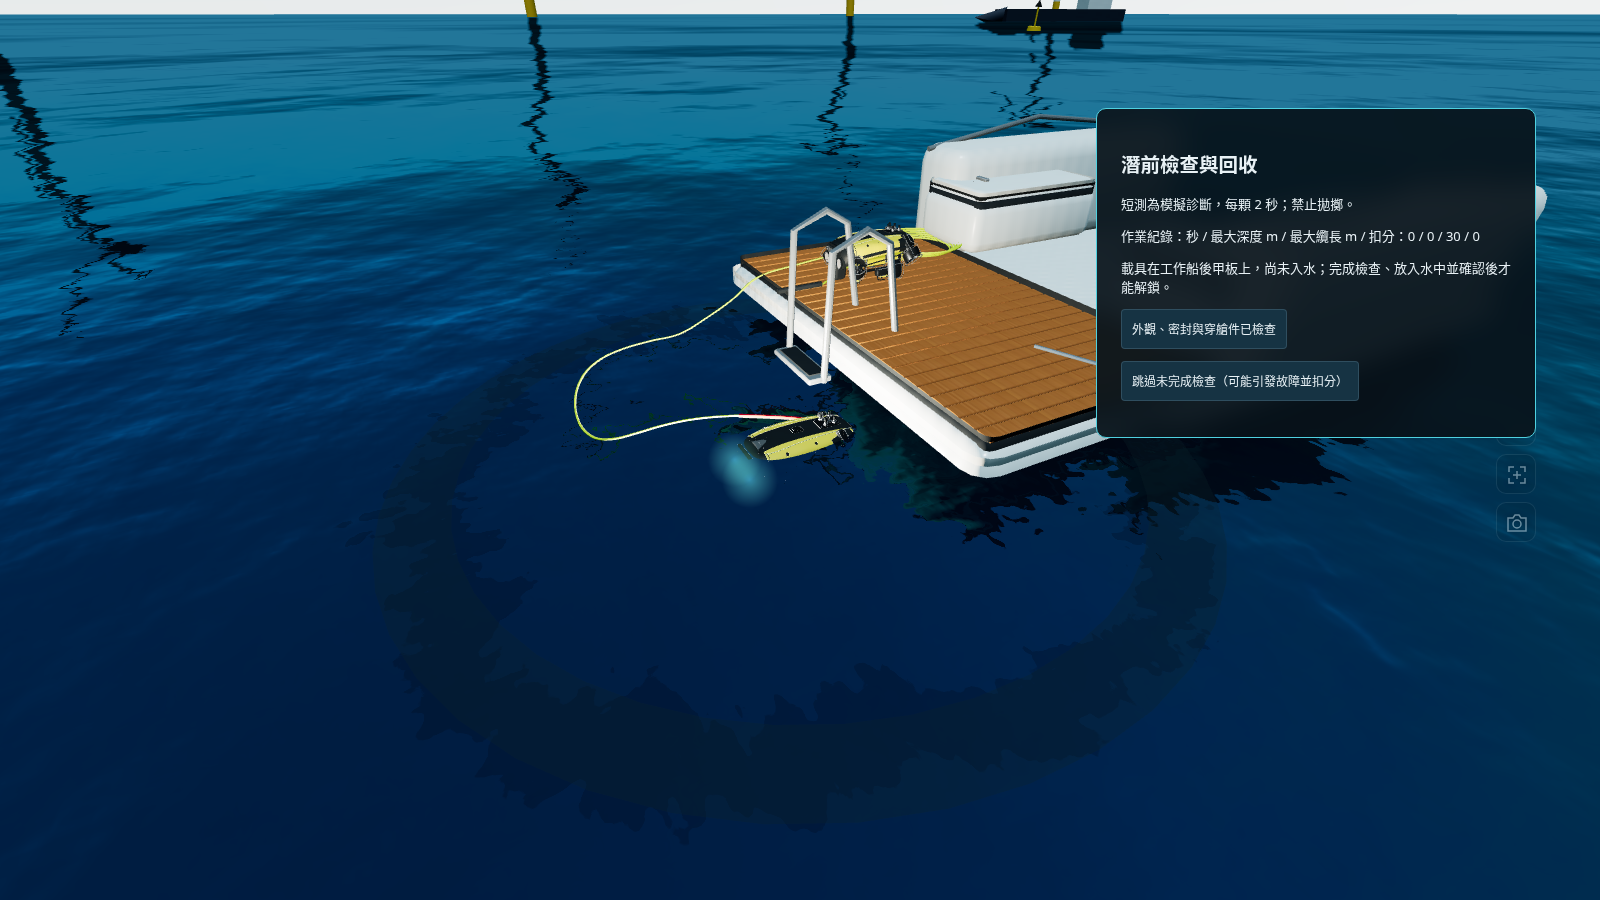 潛前檢查與回收
短測為模擬診斷，每顆 2 秒；禁止拋擲。
作業紀錄：秒 / 最大深度 m / 最大纜長 m / 扣分：0 / 0 / 30 / 0
載具在工作船後甲板上，尚未入水；完成檢查、放入水中並確認後才
能解鎖。
外觀、密封與穿艙件已檢查
跳過未完成檢查（可能引發故障並扣分）